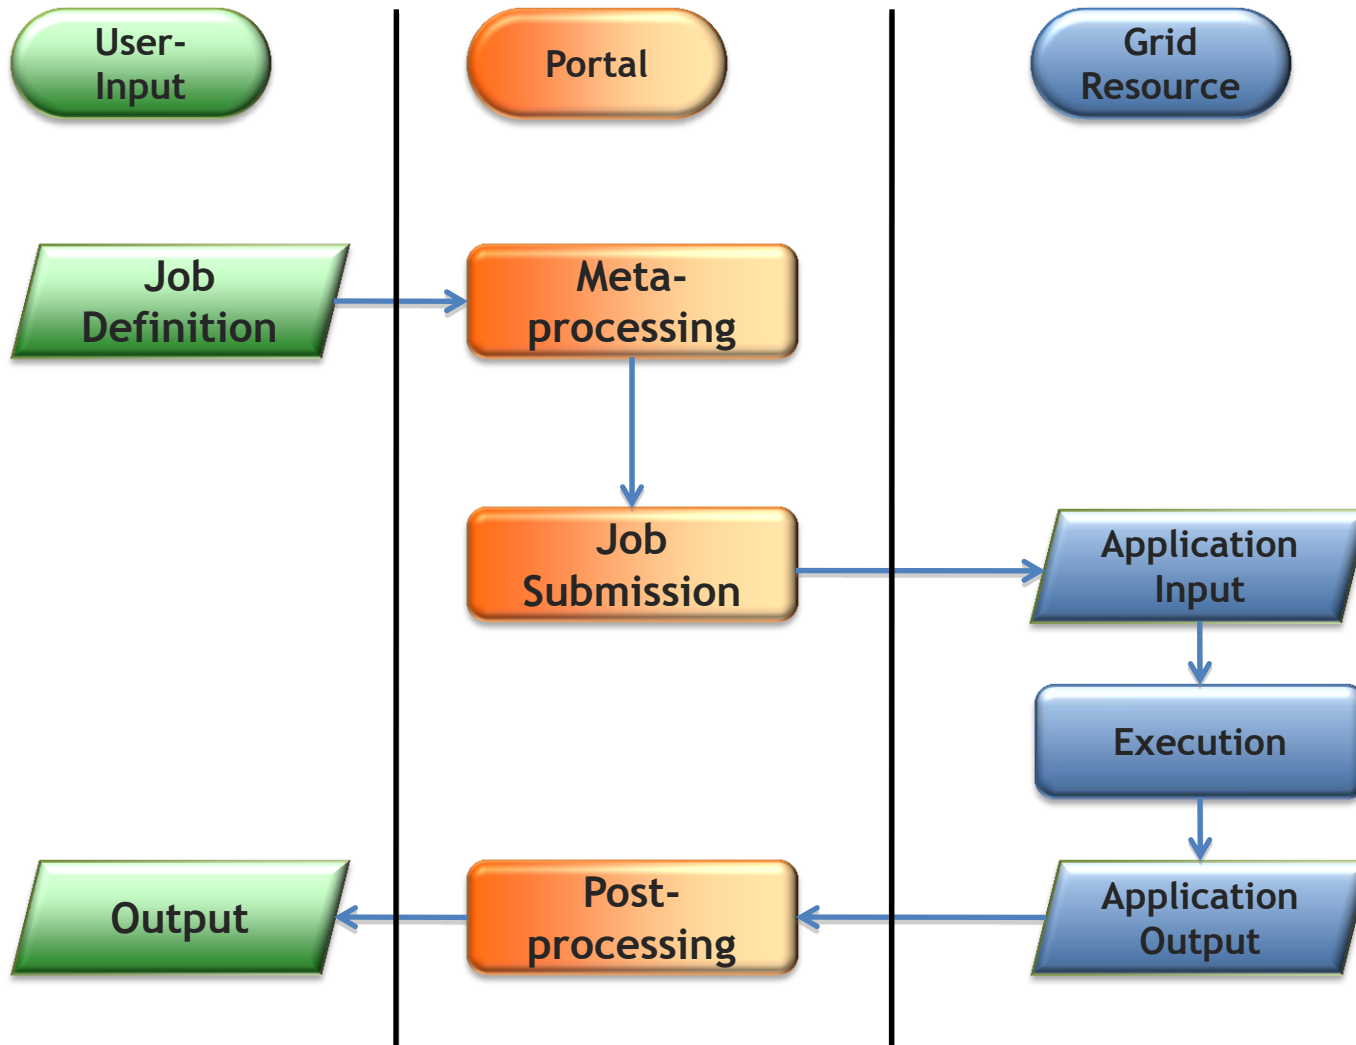 User-
Input
Portal
Grid
Resource
Job
Definition
Meta-
processing
Job
Submission
Application
Input
Execution
Output
Post-
processing
Application
Output